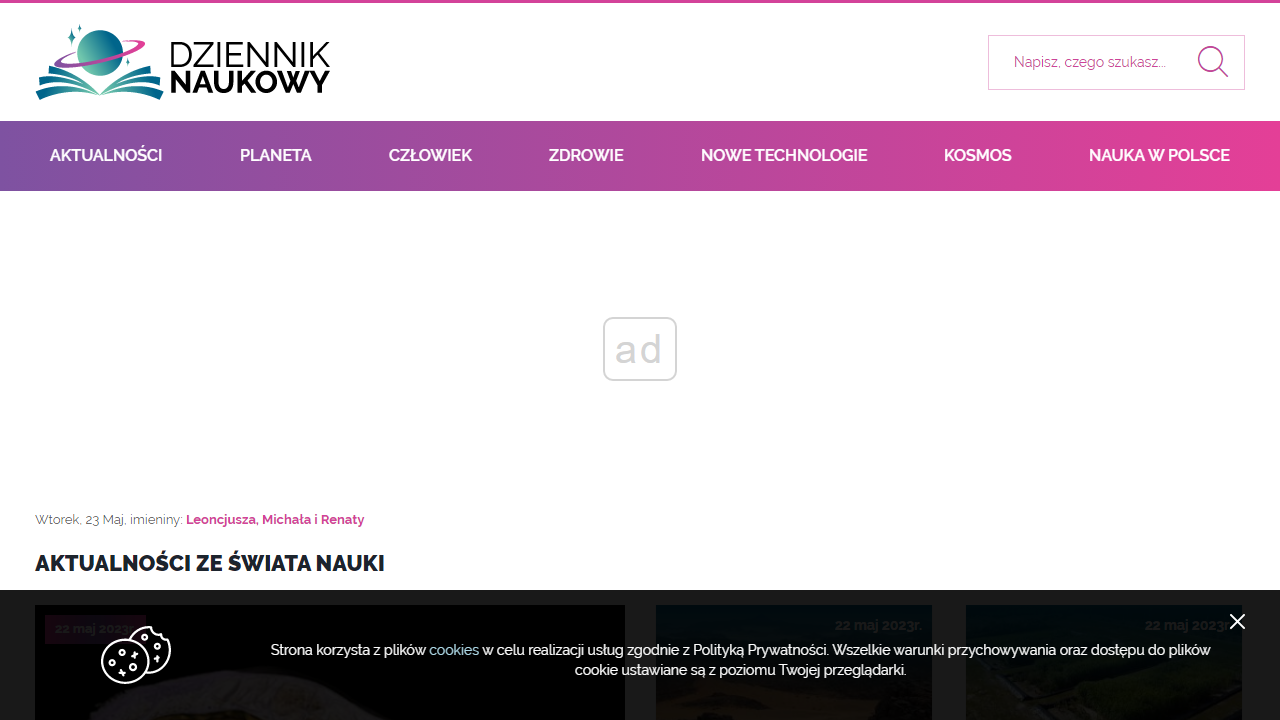 DZIENNIK
NAUKOWY
Napisz, czego szukasz...
AKTUALNOŚCI PLANETA CZŁOWIEK ZDROWIE NOWE TECHNOLOGIE KOSMOS NAUKA W POLSCE
ad
Wtorek, 23 Maj, imieniny: Leoncjusza, Michała i Renaty
AKTUALNOŚCI ZE ŚWIATA NAUKI
22 maj 2023r. 22 maj 2023r. 22 maj 2023r.
Strona korzysta z plików cookies w celu realizacji usług zgodnie z Polityką Prywatności. Wszelkie warunki przychowywania oraz dostępu do plików
cookie ustawiane są z poziomu Twojej przeglądarki.